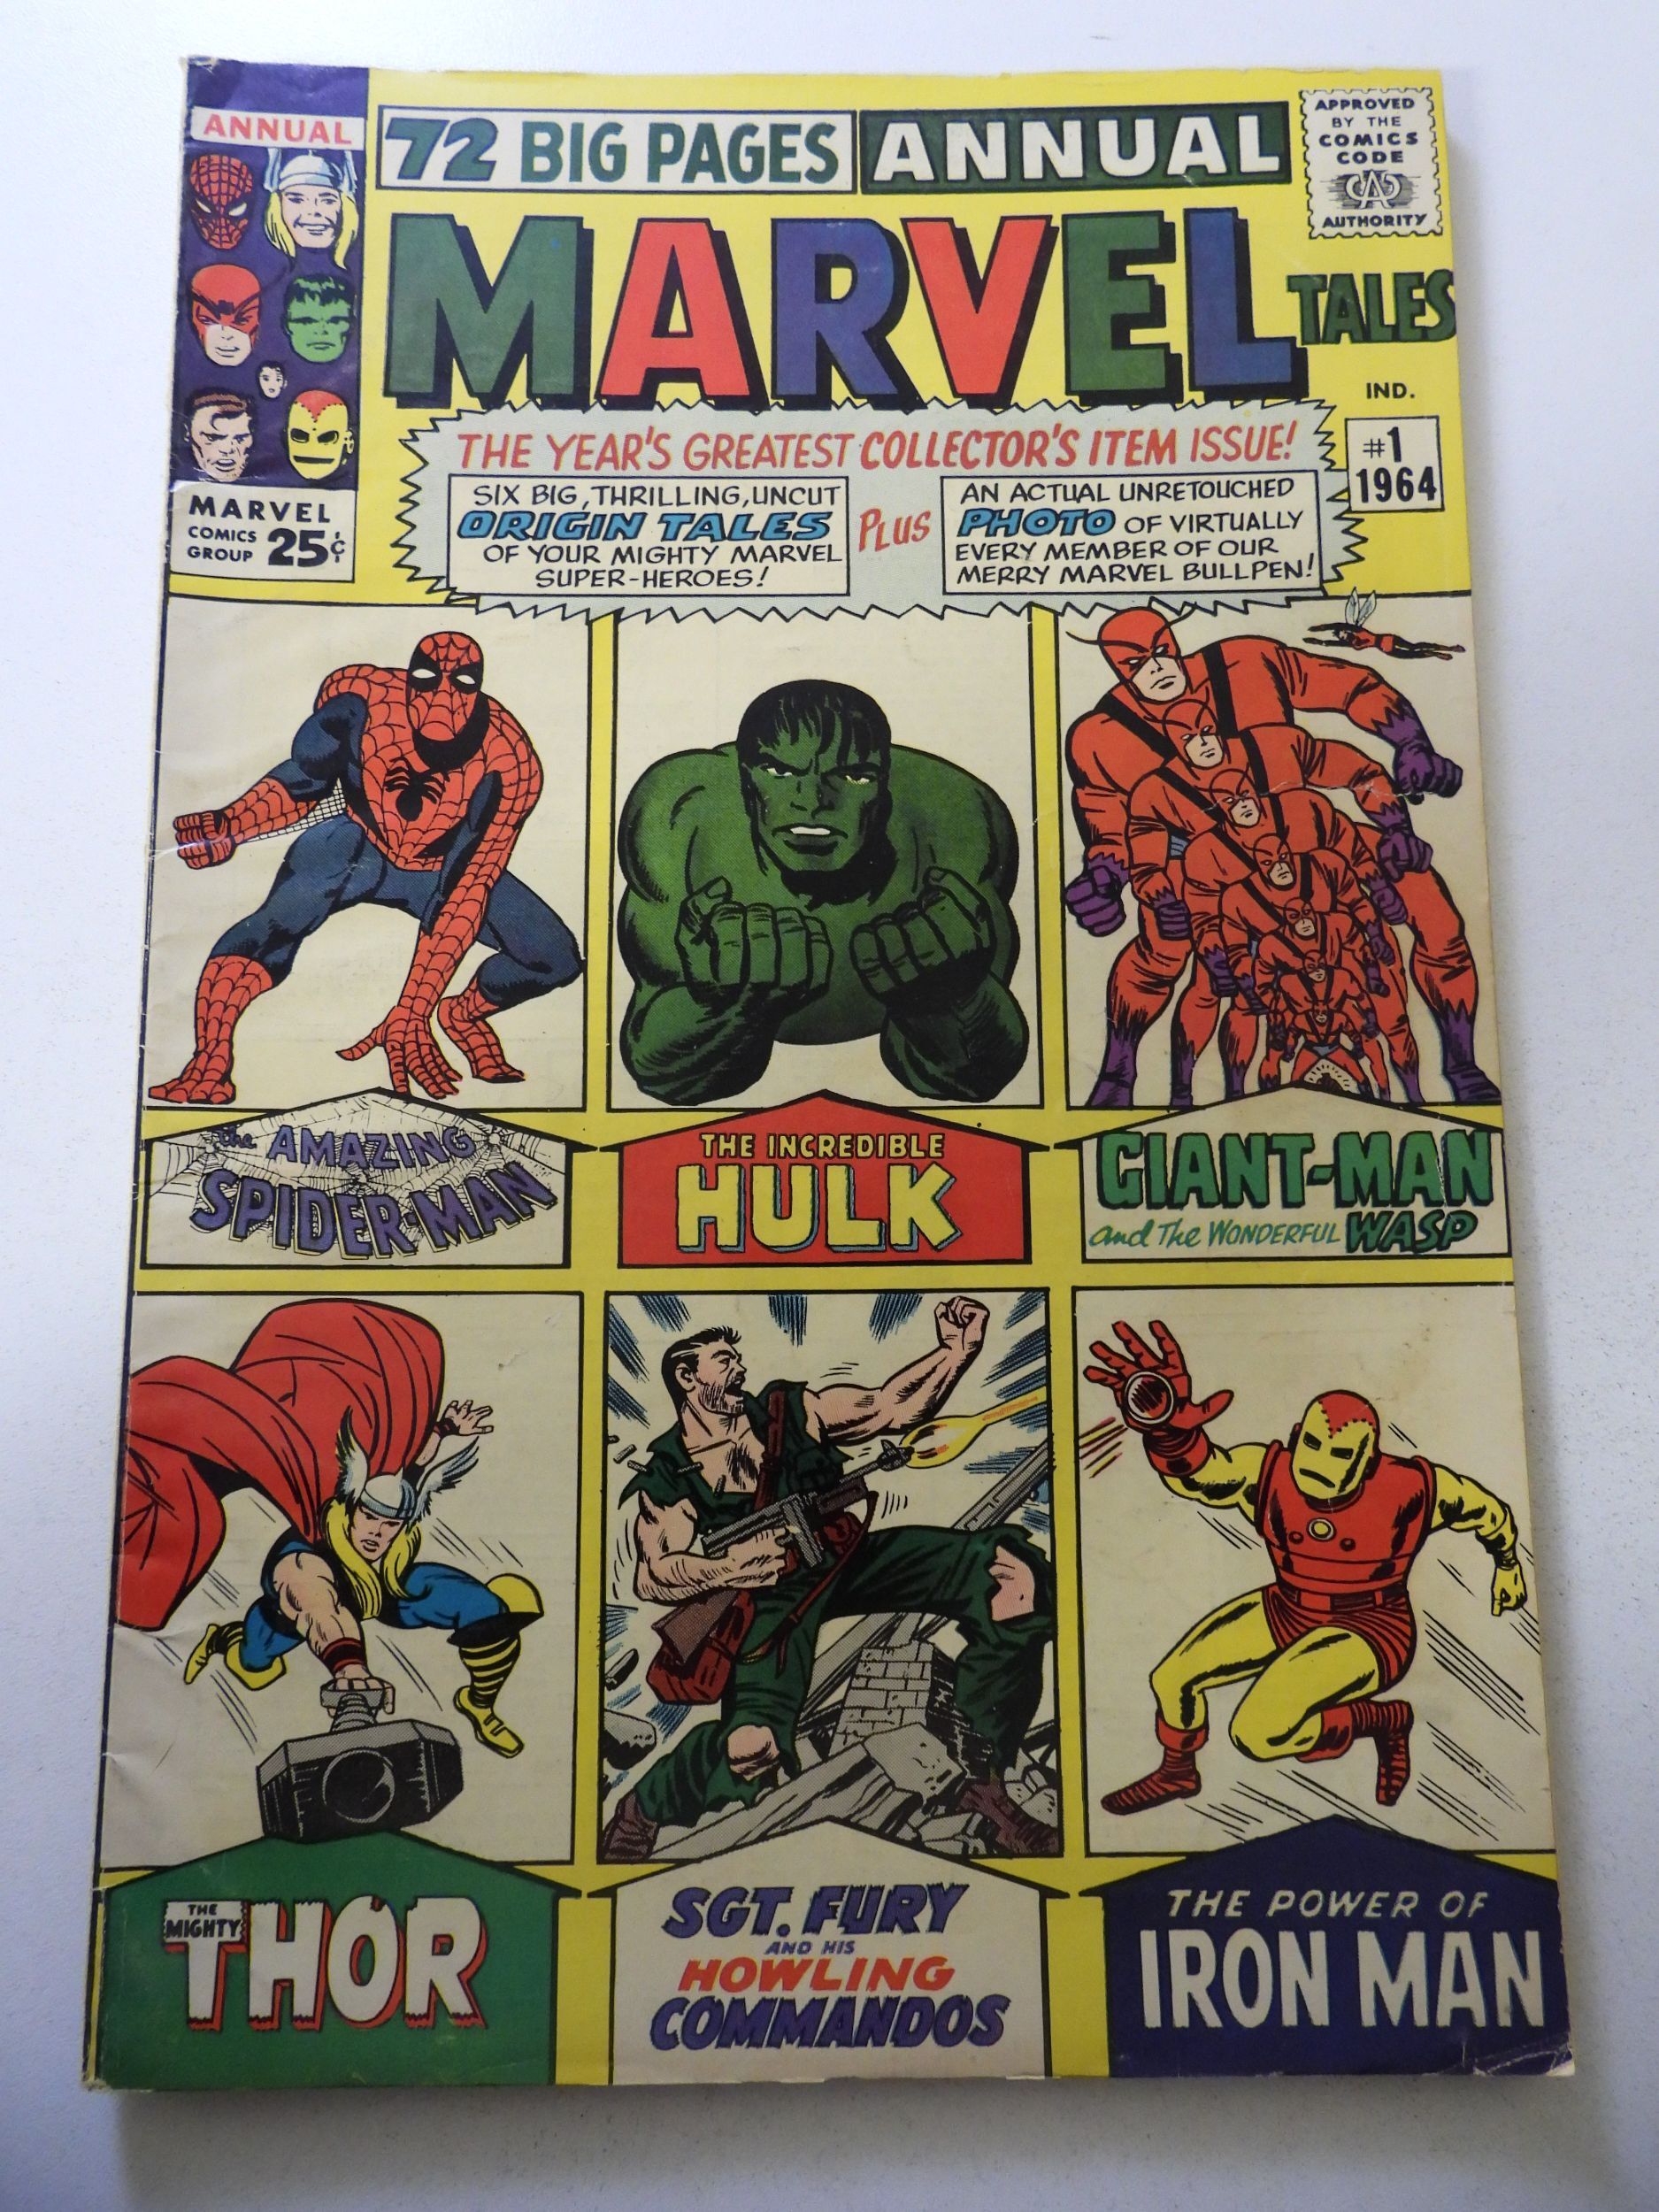 ANNUAL
72 BIG PAGES ANNUAL
APPROVED
BY THE
COMICS
CODE
CA
AUTHORITY
MARVEL
TALES
IND.
#1
1964
MARVEL
COMICS
GROUP 25¢
THE YEAR'S GREATEST COLLECTOR'S ITEM ISSUE!
SIX BIG, THRILLING, UNCUT
ORIGIN TALES
OF YOUR MIGHTY MARVEL
SUPER-HEROES!
PLUS
AN ACTUAL UNRETOUCHED
PHOTO OF VIRTUALLY
EVERY MEMBER OF OUR
MERRY MARVEL BULLPEN!
the AMAZING
SPIDER-MAN
THE INCREDIBLE
HULK
GIANT-MAN
and The WONDERFUL WASP
THE
MIGHTY
THOR
SGT. FURY
AND HIS
HOWLING
COMMANDOS
THE POWER OF
IRON MAN